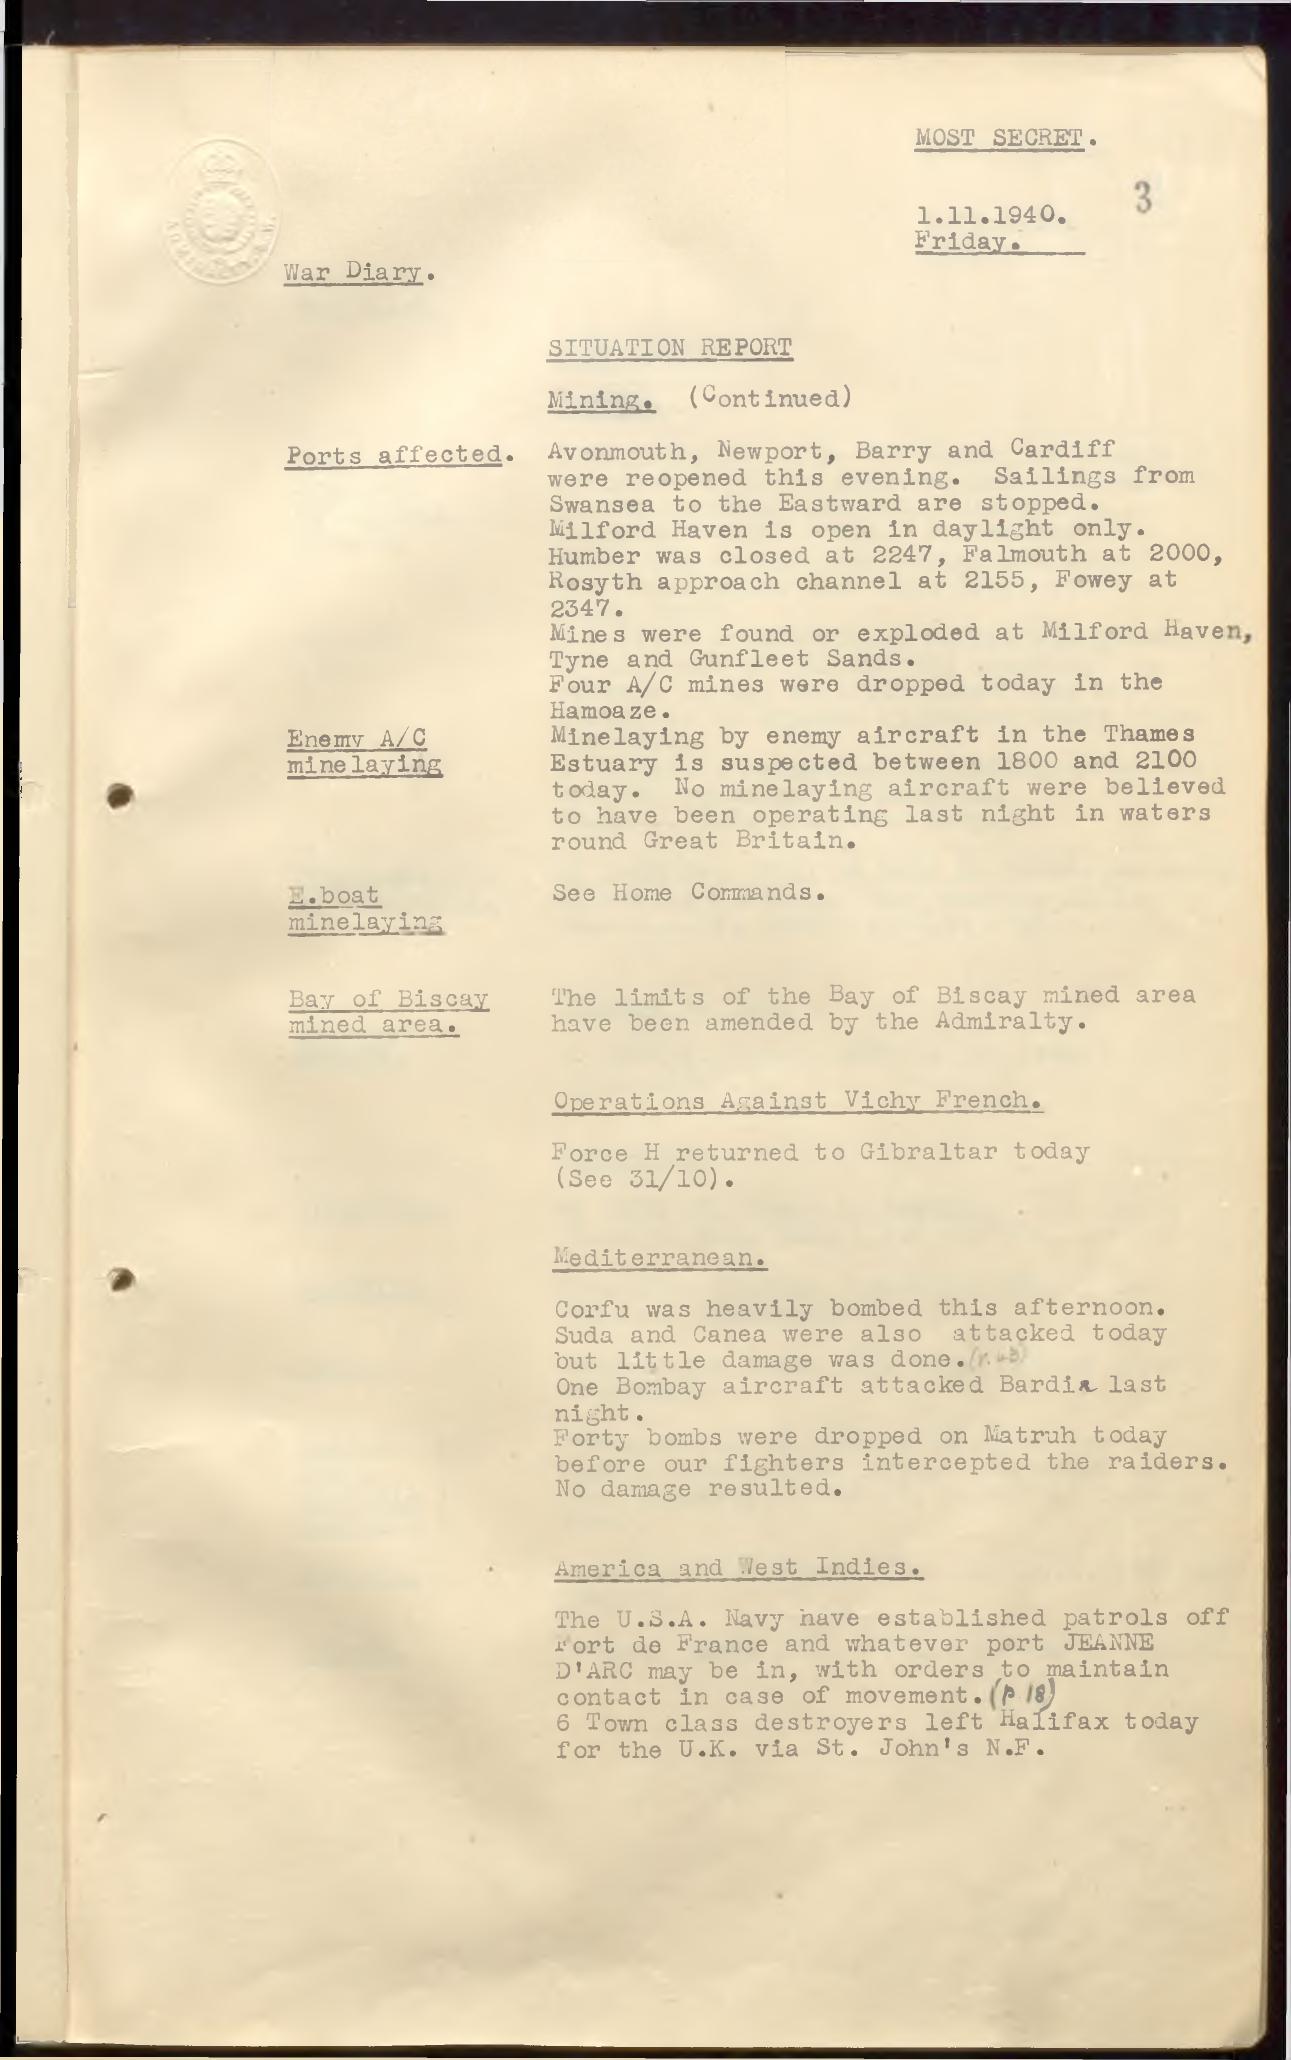 MOST SECRET.
3
1.11.1940.
Friday.
War Diary.
SITUATION REPORT
Mining. (Continued)
Ports affected. Avonmouth, Newport, Barry and Cardiff
were reopened this evening. Sailings from
Swansea to the Eastward are stopped.
Milford Haven is open in daylight only.
Humber was closed at 2247, Falmouth at 2000,
Rosyth approach channel at 2155, Fowey at
2347.
Mines were found or exploded at Milford Haven,
Tyne and Gunfleet Sands.
Four A/C mines were dropped today in the
Hamoaze.
Enemy A/C Minelaying by enemy aircraft in the Thames
minelaying Estuary is suspected between 1800 and 2100
today. No minelaying aircraft were believed
to have been operating last night in waters
round Great Britain.
E.boat See Home Commands.
minelaying
Bay of Biscay The limits of the Bay of Biscay mined area
mined area. have been amended by the Admiralty.
Operations Against Vichy French.
Force H returned to Gibraltar today
(See 31/10).
Mediterranean.
Corfu was heavily bombed this afternoon.
Suda and Canea were also attacked today
but little damage was done.
One Bombay aircraft attacked Bardia last
night.
Forty bombs were dropped on Matruh today
before our fighters intercepted the raiders.
No damage resulted.
America and West Indies.
The U.S.A. Navy have established patrols off
Fort de France and whatever port JEANNE
D'ARC may be in, with orders to maintain
contact in case of movement. (p 18)
6 Town class destroyers left Halifax today
for the U.K. via St. John's N.F.